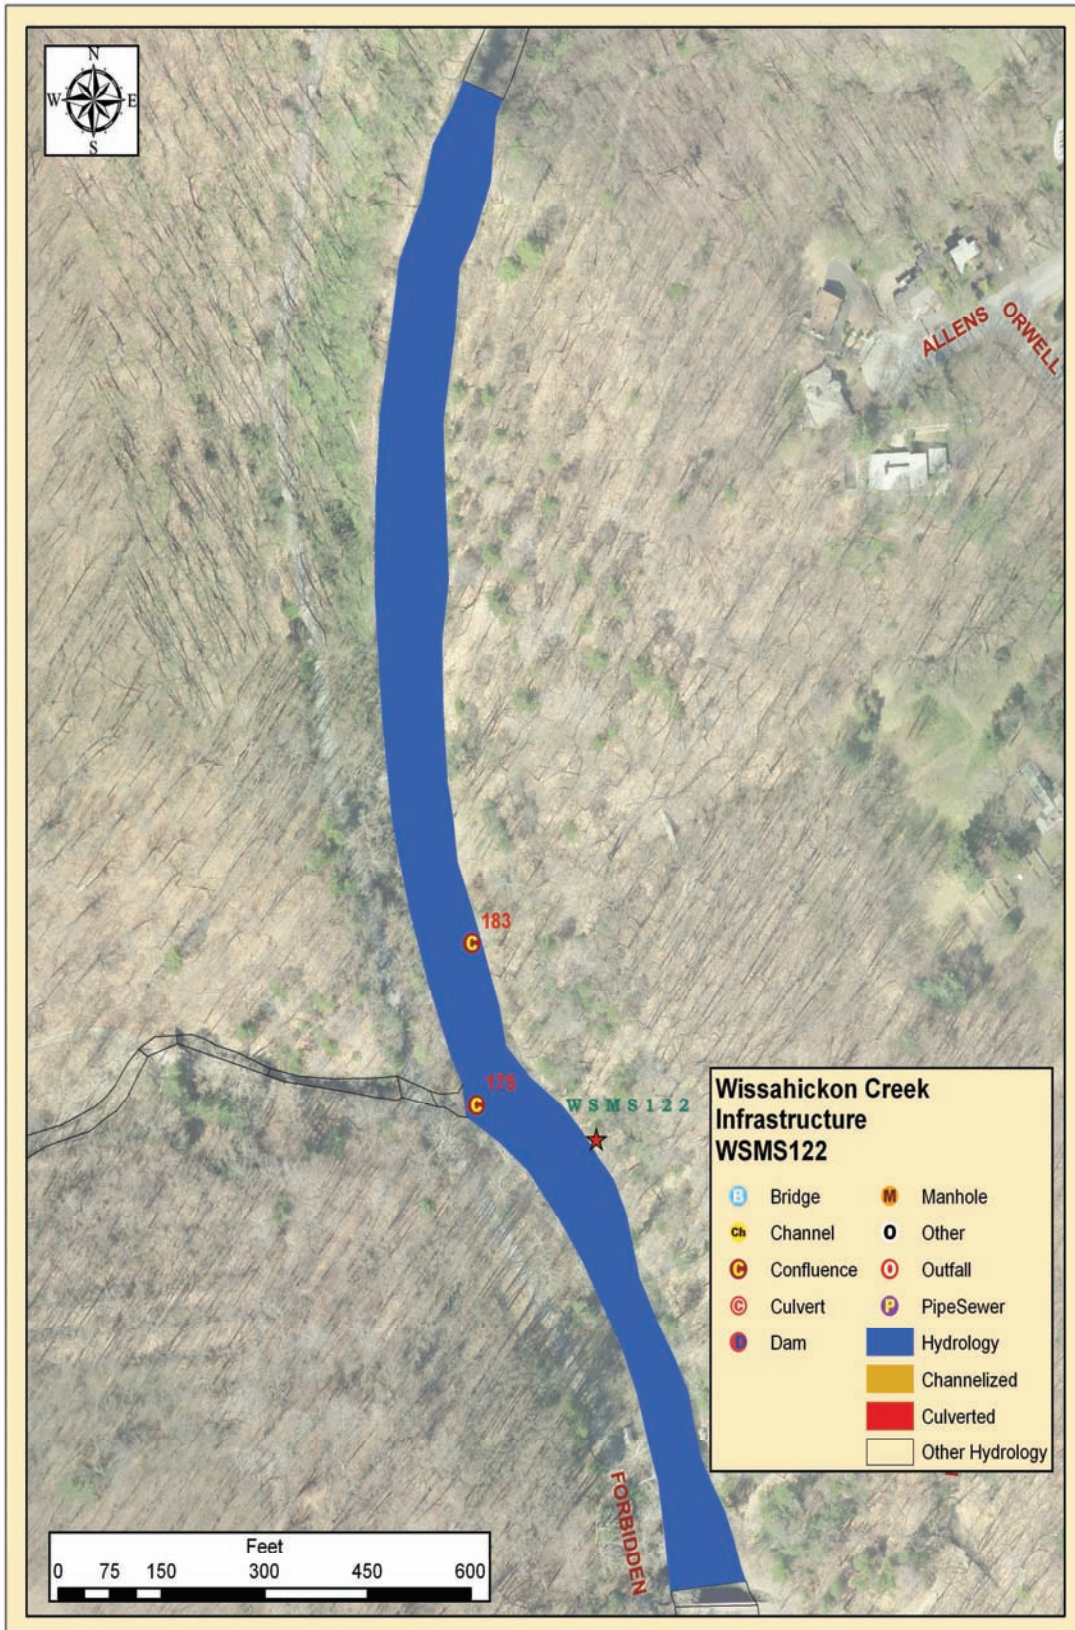 N
W E
S
ALLENS
ORWELL
183
176
WSMS122
Wissahickon Creek
Infrastructure
WSMS122
B Bridge
M Manhole
Ch Channel
O Other
C Confluence
O Outfall
C Culvert
P PipeSewer
D Dam
Hydrology
Channelized
Culverted
Other Hydrology
FORBIDDEN
Feet
0 75 150 300 450 600